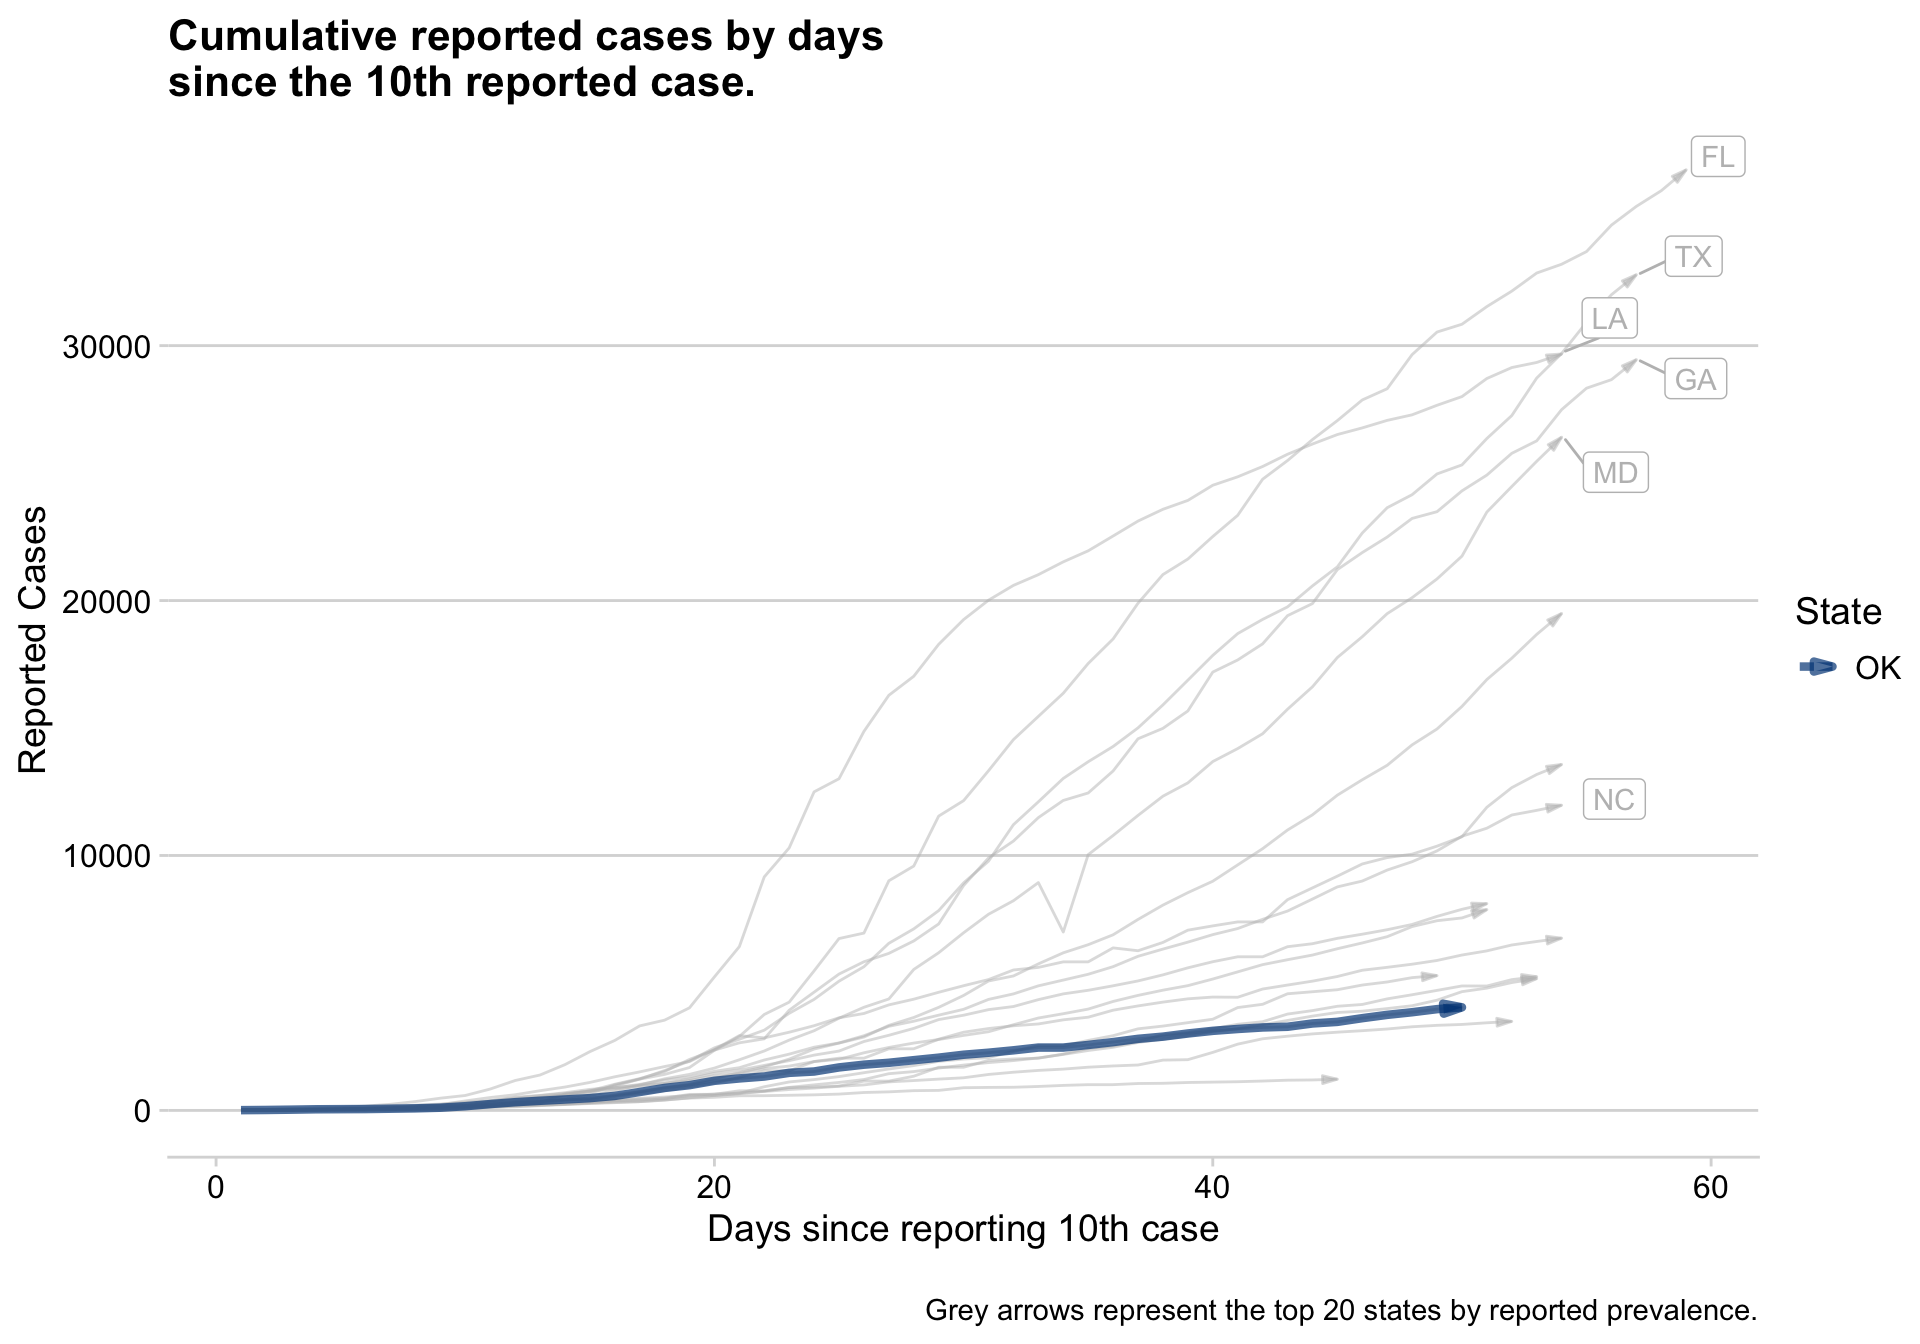 Cumulative reported cases by days
since the 10th reported case.
FL
TX
LA
GA
MD
NC
30000
20000
10000
0
Reported Cases
0 20 40 60
Days since reporting 10th case
State
OK
Grey arrows represent the top 20 states by reported prevalence.